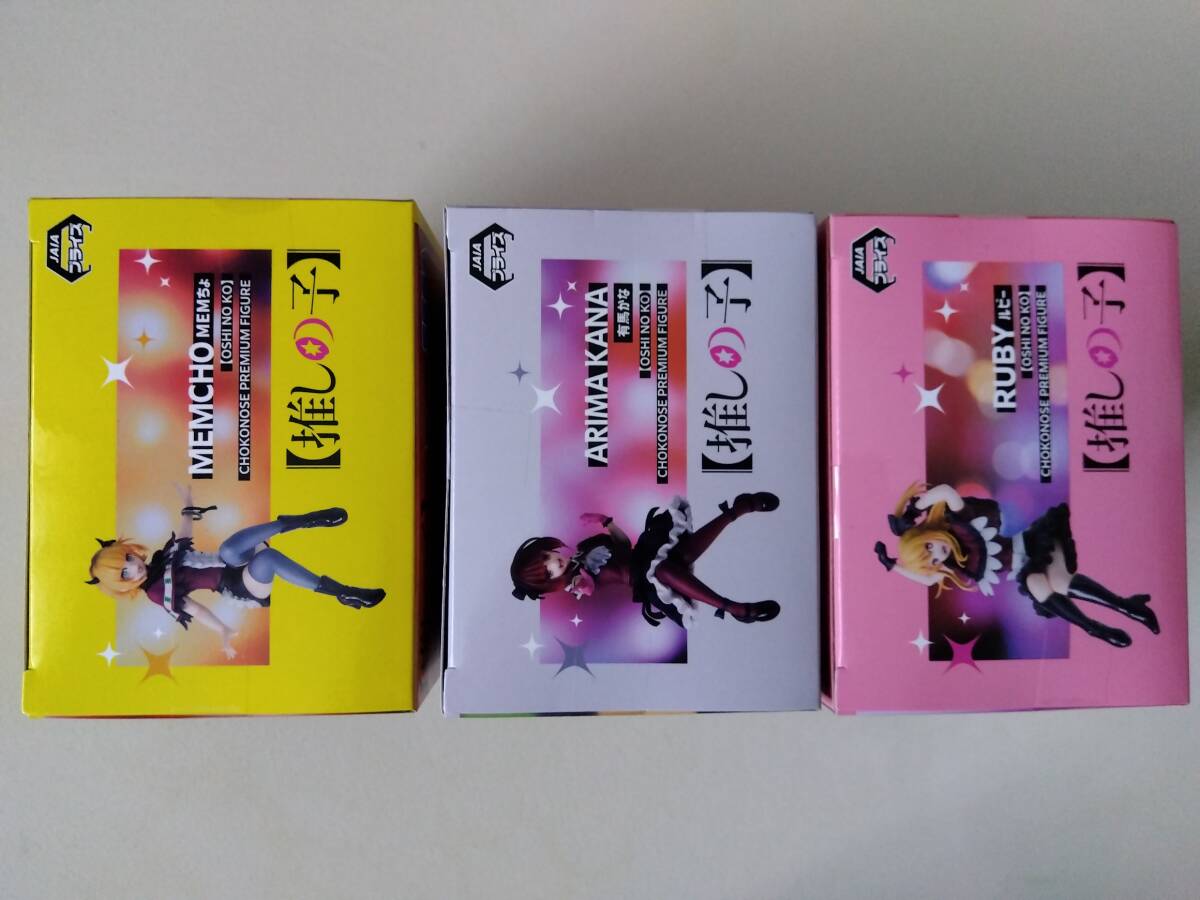 JAIA
プライズ
MEMCHO MEMちょ
【OSHI NO KO】
CHOKONOSE PREMIUM FIGURE
【推しの子】
JAIA
プライズ
ARIMA KANA
有馬かな
【OSHI NO KO】
CHOKONOSE PREMIUM FIGURE
【推しの子】
JAIA
プライズ
RUBY ルビー
【OSHI NO KO】
CHOKONOSE PREMIUM FIGURE
【推しの子】